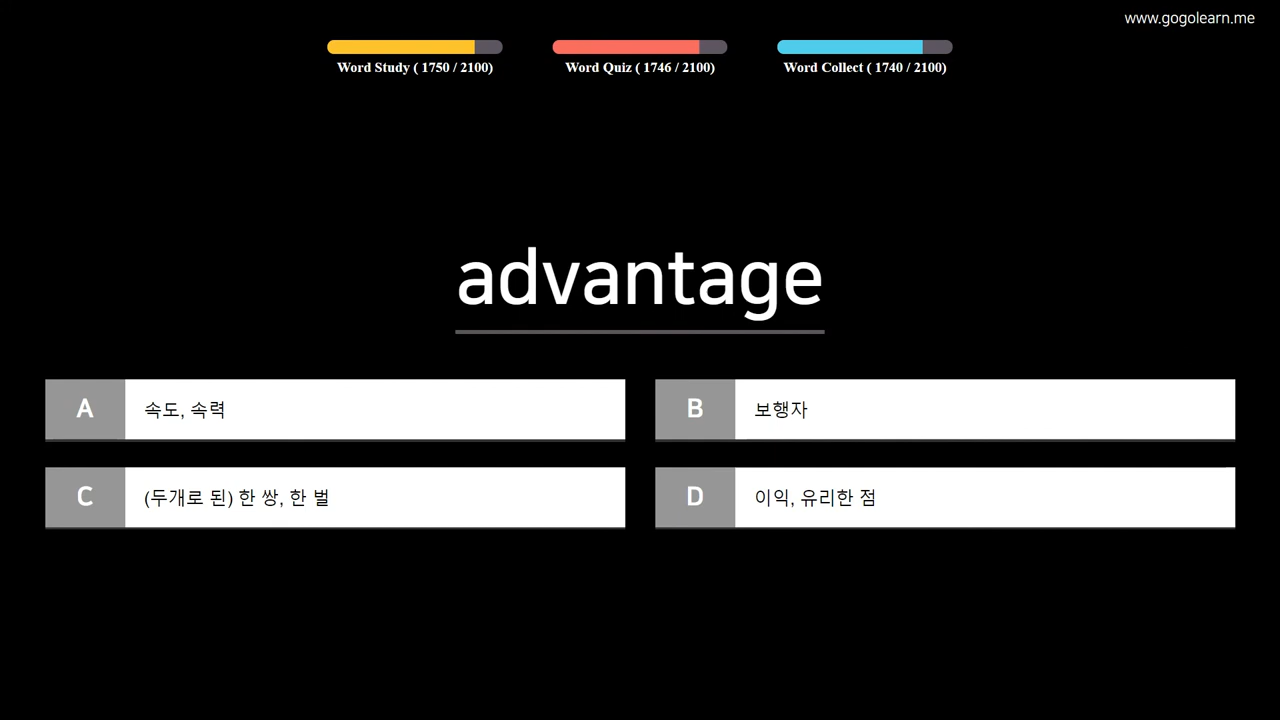 www.gogolearn.me
Word Study ( 1750 / 2100)
Word Quiz ( 1746 / 2100)
Word Collect ( 1740 / 2100)
advantage
A 속도, 속력
B 보행자
C (두개로 된) 한 쌍, 한 벌
D 이익, 유리한 점